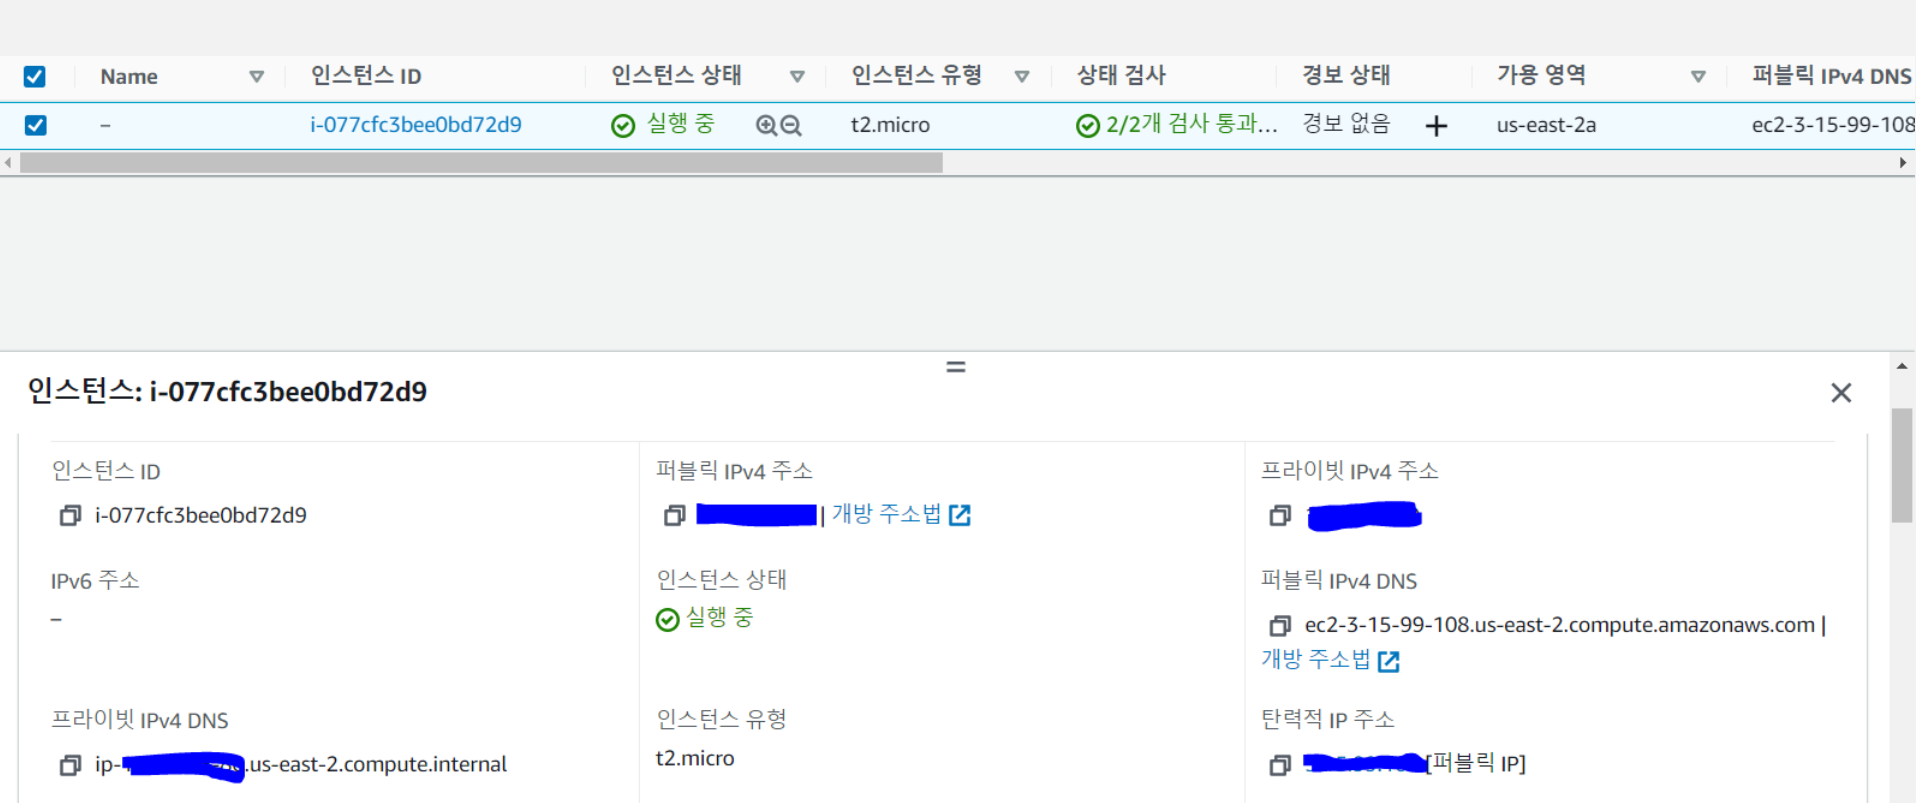 Name 인스턴스 ID 인스턴스 상태 인스턴스 유형 상태 검사 경보 상태 가용 영역 퍼블릭 IPv4 DNS
– i-077cfc3bee0bd72d9 실행 중 t2.micro 2/2개 검사 통과... 경보 없음 + us-east-2a ec2-3-15-99-108
인스턴스: i-077cfc3bee0bd72d9
인스턴스 ID
i-077cfc3bee0bd72d9
퍼블릭 IPv4 주소
| 개방 주소법
프라이빗 IPv4 주소
IPv6 주소
–
인스턴스 상태
실행 중
퍼블릭 IPv4 DNS
ec2-3-15-99-108.us-east-2.compute.amazonaws.com |
개방 주소법
프라이빗 IPv4 DNS
ip- .us-east-2.compute.internal
인스턴스 유형
t2.micro
탄력적 IP 주소
[퍼블릭 IP]